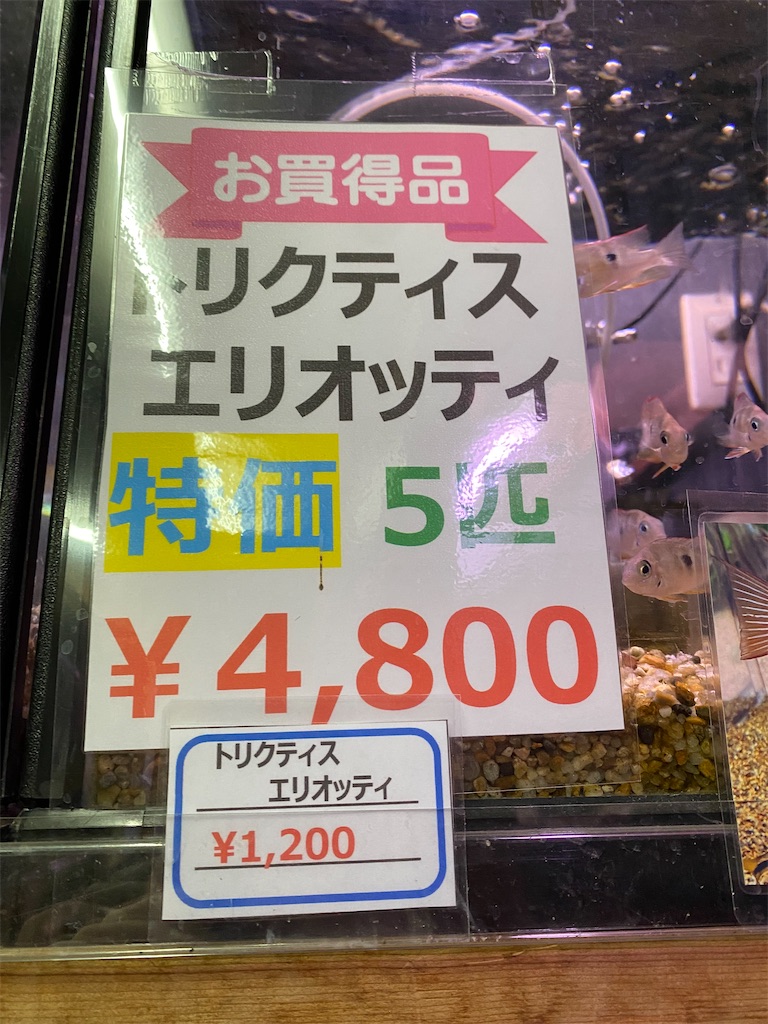 お買得品
トリクティス
エリオッティ
特価 5匹
¥4,800
トリクティス
エリオッティ
¥1,200